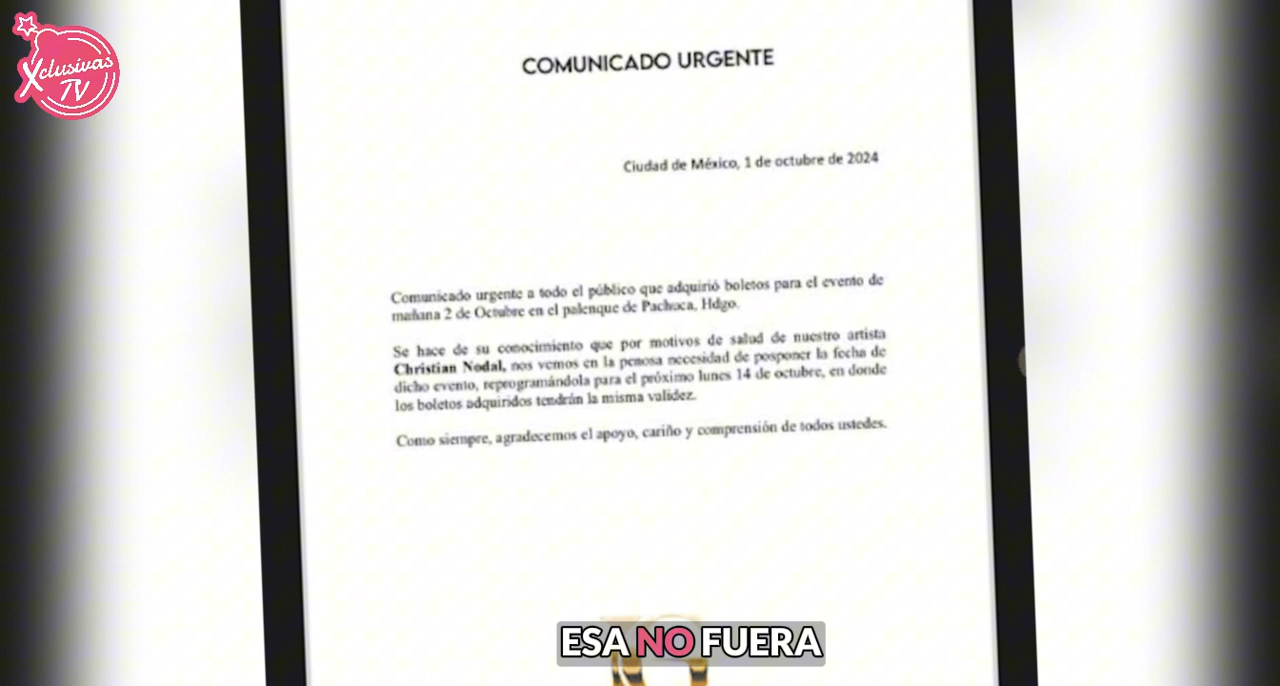 Xclusivas
TV
COMUNICADO URGENTE
Ciudad de México, 1 de octubre de 2024
Comunicado urgente a todo el público que adquirió boletos para el evento de
mañana 2 de Octubre en el palenque de Pachuca, Hdgo.
Se hace de su conocimiento que por motivos de salud de nuestro artista
Christian Nodal, nos vemos en la penosa necesidad de posponer la fecha de
dicho evento, reprogramándola para el próximo lunes 14 de octubre, en donde
los boletos adquiridos tendrán la misma validez.
Como siempre, agradecemos el apoyo, cariño y comprensión de todos ustedes.
ESA NO FUERA